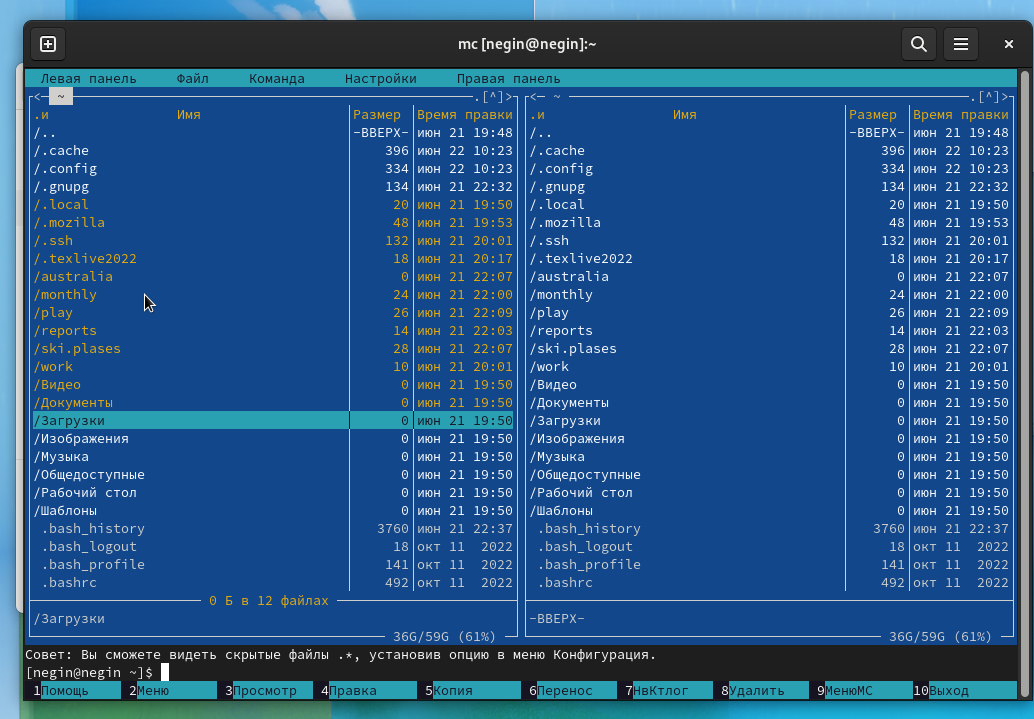 mc [negin@negin]:~
Левая панель Файл Команда Настройки Правая панель
<─ ~ ─.[^]>
.и Имя Размер Время правки
/.. -ВВЕРХ- июн 21 19:48
/.cache 396 июн 22 10:23
/.config 334 июн 22 10:23
/.gnupg 134 июн 21 22:32
/.local 20 июн 21 19:50
/.mozilla 48 июн 21 19:53
/.ssh 132 июн 21 20:01
/.texlive2022 18 июн 21 20:17
/australia 0 июн 21 22:07
/monthly 24 июн 21 22:00
/play 26 июн 21 22:09
/reports 14 июн 21 22:03
/ski.plases 28 июн 21 22:07
/work 10 июн 21 20:01
/Видео 0 июн 21 19:50
/Документы 0 июн 21 19:50
/Загрузки 0 июн 21 19:50
/Изображения 0 июн 21 19:50
/Музыка 0 июн 21 19:50
/Общедоступные 0 июн 21 19:50
/Рабочий стол 0 июн 21 19:50
/Шаблоны 0 июн 21 19:50
.bash_history 3760 июн 21 22:37
.bash_logout 18 окт 11 2022
.bash_profile 141 окт 11 2022
.bashrc 492 окт 11 2022
0 Б в 12 файлах
/Загрузки
36G/59G (61%)
<─ ~ ─.[^]>
.и Имя Размер Время правки
/.. -ВВЕРХ- июн 21 19:48
/.cache 396 июн 22 10:23
/.config 334 июн 22 10:23
/.gnupg 134 июн 21 22:32
/.local 20 июн 21 19:50
/.mozilla 48 июн 21 19:53
/.ssh 132 июн 21 20:01
/.texlive2022 18 июн 21 20:17
/australia 0 июн 21 22:07
/monthly 24 июн 21 22:00
/play 26 июн 21 22:09
/reports 14 июн 21 22:03
/ski.plases 28 июн 21 22:07
/work 10 июн 21 20:01
/Видео 0 июн 21 19:50
/Документы 0 июн 21 19:50
/Загрузки 0 июн 21 19:50
/Изображения 0 июн 21 19:50
/Музыка 0 июн 21 19:50
/Общедоступные 0 июн 21 19:50
/Рабочий стол 0 июн 21 19:50
/Шаблоны 0 июн 21 19:50
.bash_history 3760 июн 21 22:37
.bash_logout 18 окт 11 2022
.bash_profile 141 окт 11 2022
.bashrc 492 окт 11 2022
-ВВЕРХ-
36G/59G (61%)
Совет: Вы сможете видеть скрытые файлы .*, установив опцию в меню Конфигурация.
[negin@negin ~]$
1Помощь 2Меню 3Просмотр 4Правка 5Копия 6Перенос 7НвКтлог 8Удалить 9МенюМС 10Выход